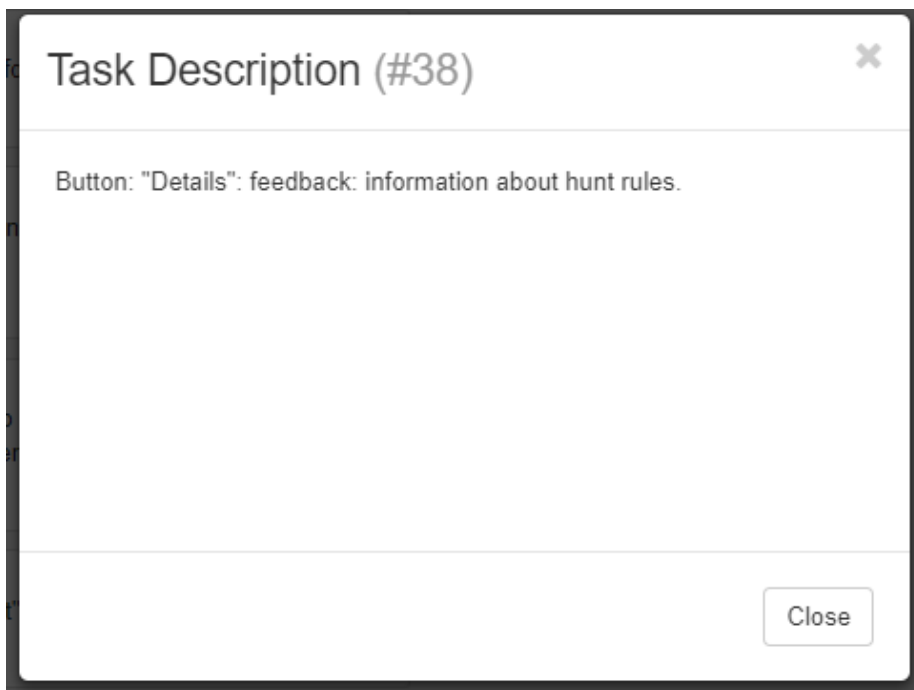 Task Description (#38)
Button: "Details": feedback: information about hunt rules.
Close